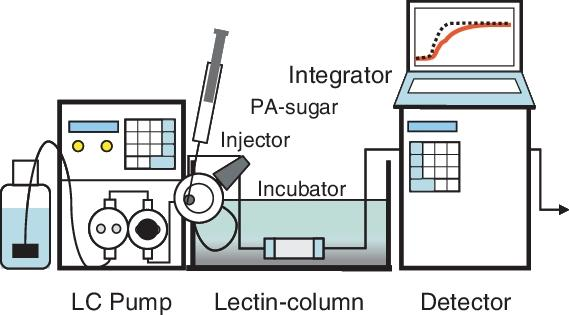 Integrator
PA-sugar
Injector
Incubator
LC Pump
Lectin-column
Detector